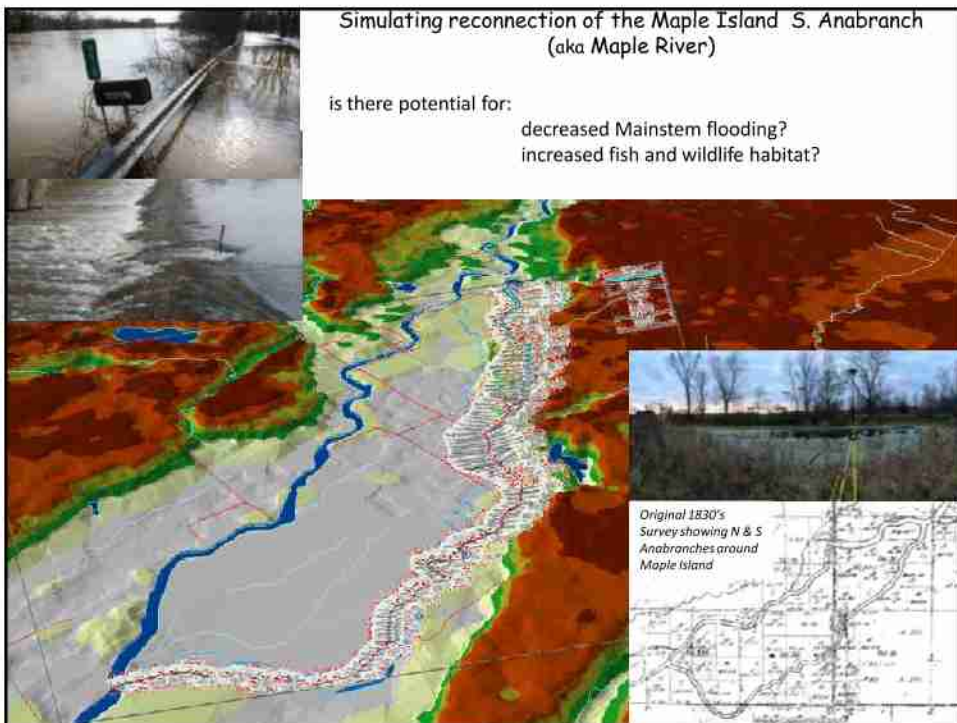 Simulating reconnection of the Maple Island S. Anabranch
(aka Maple River)
is there potential for:
decreased Mainstem flooding?
increased fish and wildlife habitat?
Original 1830's
Survey showing N & S
Anabranches around
Maple Island